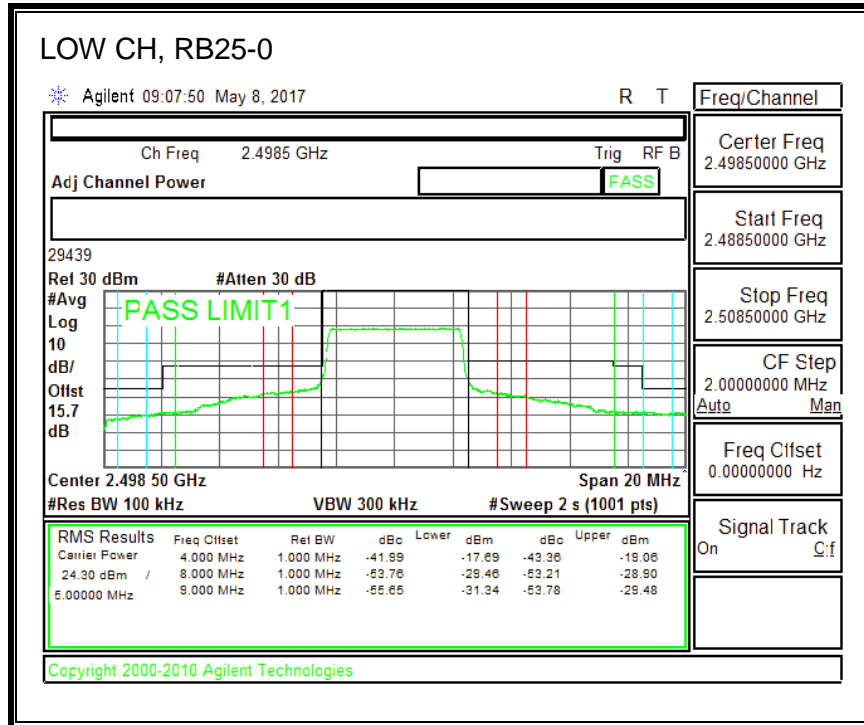 LOW CH, RB25-0
Agilent 09:07:50 May 8, 2017 R T
Freq/Channel
Ch Freq 2.4985 GHz Trig RF B
Adj Channel Power FASS
Center Freq
2.49850000 GHz
Start Freq
2.48850000 GHz
Stop Freq
2.50850000 GHz
CF Step
2.00000000 MHz
Auto Man
Freq Offset
0.00000000 Hz
Signal Track
On Off
29439
Ref 30 dBm #Atten 30 dB
#Avg
Log
10
dB/
Offst
15.7
dB
PASS LIMIT1
Center 2.498 50 GHz Span 20 MHz
#Res BW 100 kHz VBW 300 kHz #Sweep 2 s (1001 pts)
RMS Results Freq Offset Ref BW dBc Lower dBm dBc Upper dBm
Carrier Power 4.000 MHz 1.000 MHz -41.99 -17.69 -43.36 -19.06
24.30 dBm / 8.000 MHz 1.000 MHz -53.76 -29.46 -53.21 -28.90
5.00000 MHz 9.000 MHz 1.000 MHz -55.65 -31.34 -53.78 -29.48
Copyright 2000-2010 Agilent Technologies